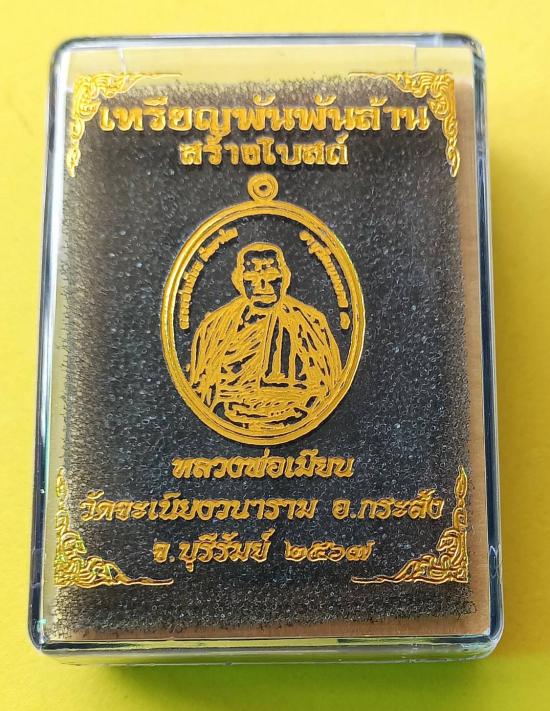 เหรียญพันพันล้าน
สร้างโบสถ์
หลวงพ่อเมียน
วัดจะเนียงวนาราม อ.กระสัง
จ.บุรีรัมย์ ๒๕๖๗